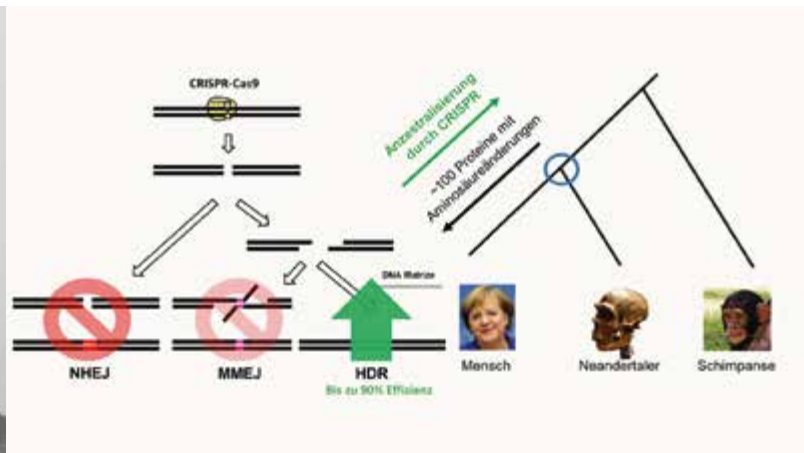 CRISPR-Cas9
Anzestralisierung
durch CRISPR
~100 Proteine mit
Aminosäureänderungen
DNA Matrize
NHEJ
MMEJ
HDR
Bis zu 90% Effizienz
Mensch
Neandertaler
Schimpanse